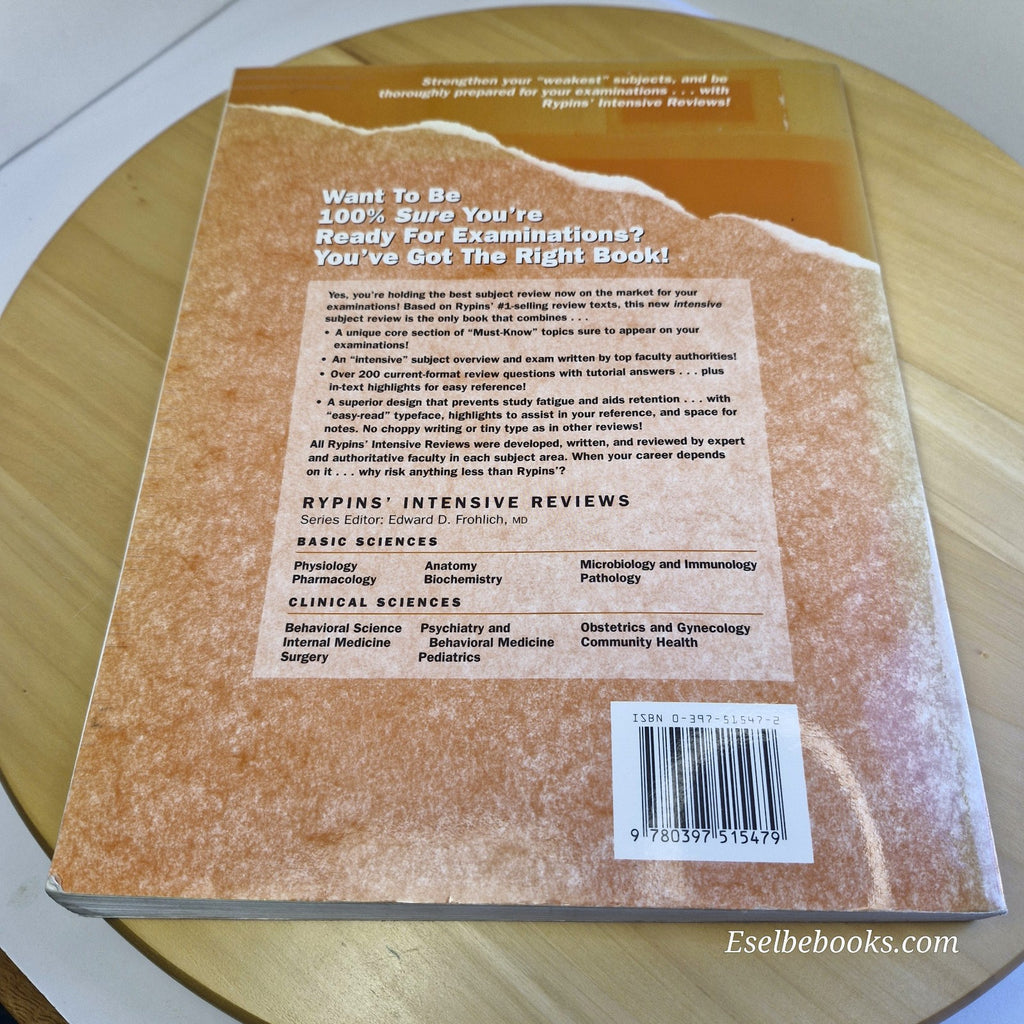 Strengthen your "weakest" subjects, and be
thoroughly prepared for your examinations . . . with
Rypins' Intensive Reviews!
Want To Be
100% Sure You're
Ready For Examinations?
You've Got The Right Book!
Yes, you're holding the best subject review now on the market for your
examinations! Based on Rypins' #1-selling review texts, this new intensive
subject review is the only book that combines . . .
• A unique core section of "Must-Know" topics sure to appear on your
examinations!
• An "intensive" subject overview and exam written by top faculty authorities!
• Over 200 current-format review questions with tutorial answers . . . plus
in-text highlights for easy reference!
• A superior design that prevents study fatigue and aids retention . . . with
"easy-read" typeface, highlights to assist in your reference, and space for
notes. No choppy writing or tiny type as in other reviews!
All Rypins' Intensive Reviews were developed, written, and reviewed by expert
and authoritative faculty in each subject area. When your career depends
on it . . . why risk anything less than Rypins'?
RYPINS' INTENSIVE REVIEWS
Series Editor: Edward D. Frohlich, MD
BASIC SCIENCES
Physiology Anatomy Microbiology and Immunology
Pharmacology Biochemistry Pathology
CLINICAL SCIENCES
Behavioral Science Psychiatry and Obstetrics and Gynecology
Internal Medicine Behavioral Medicine Community Health
Surgery Pediatrics
ISBN 0-397-51547-2
9 780397 515479
Eselbebooks.com